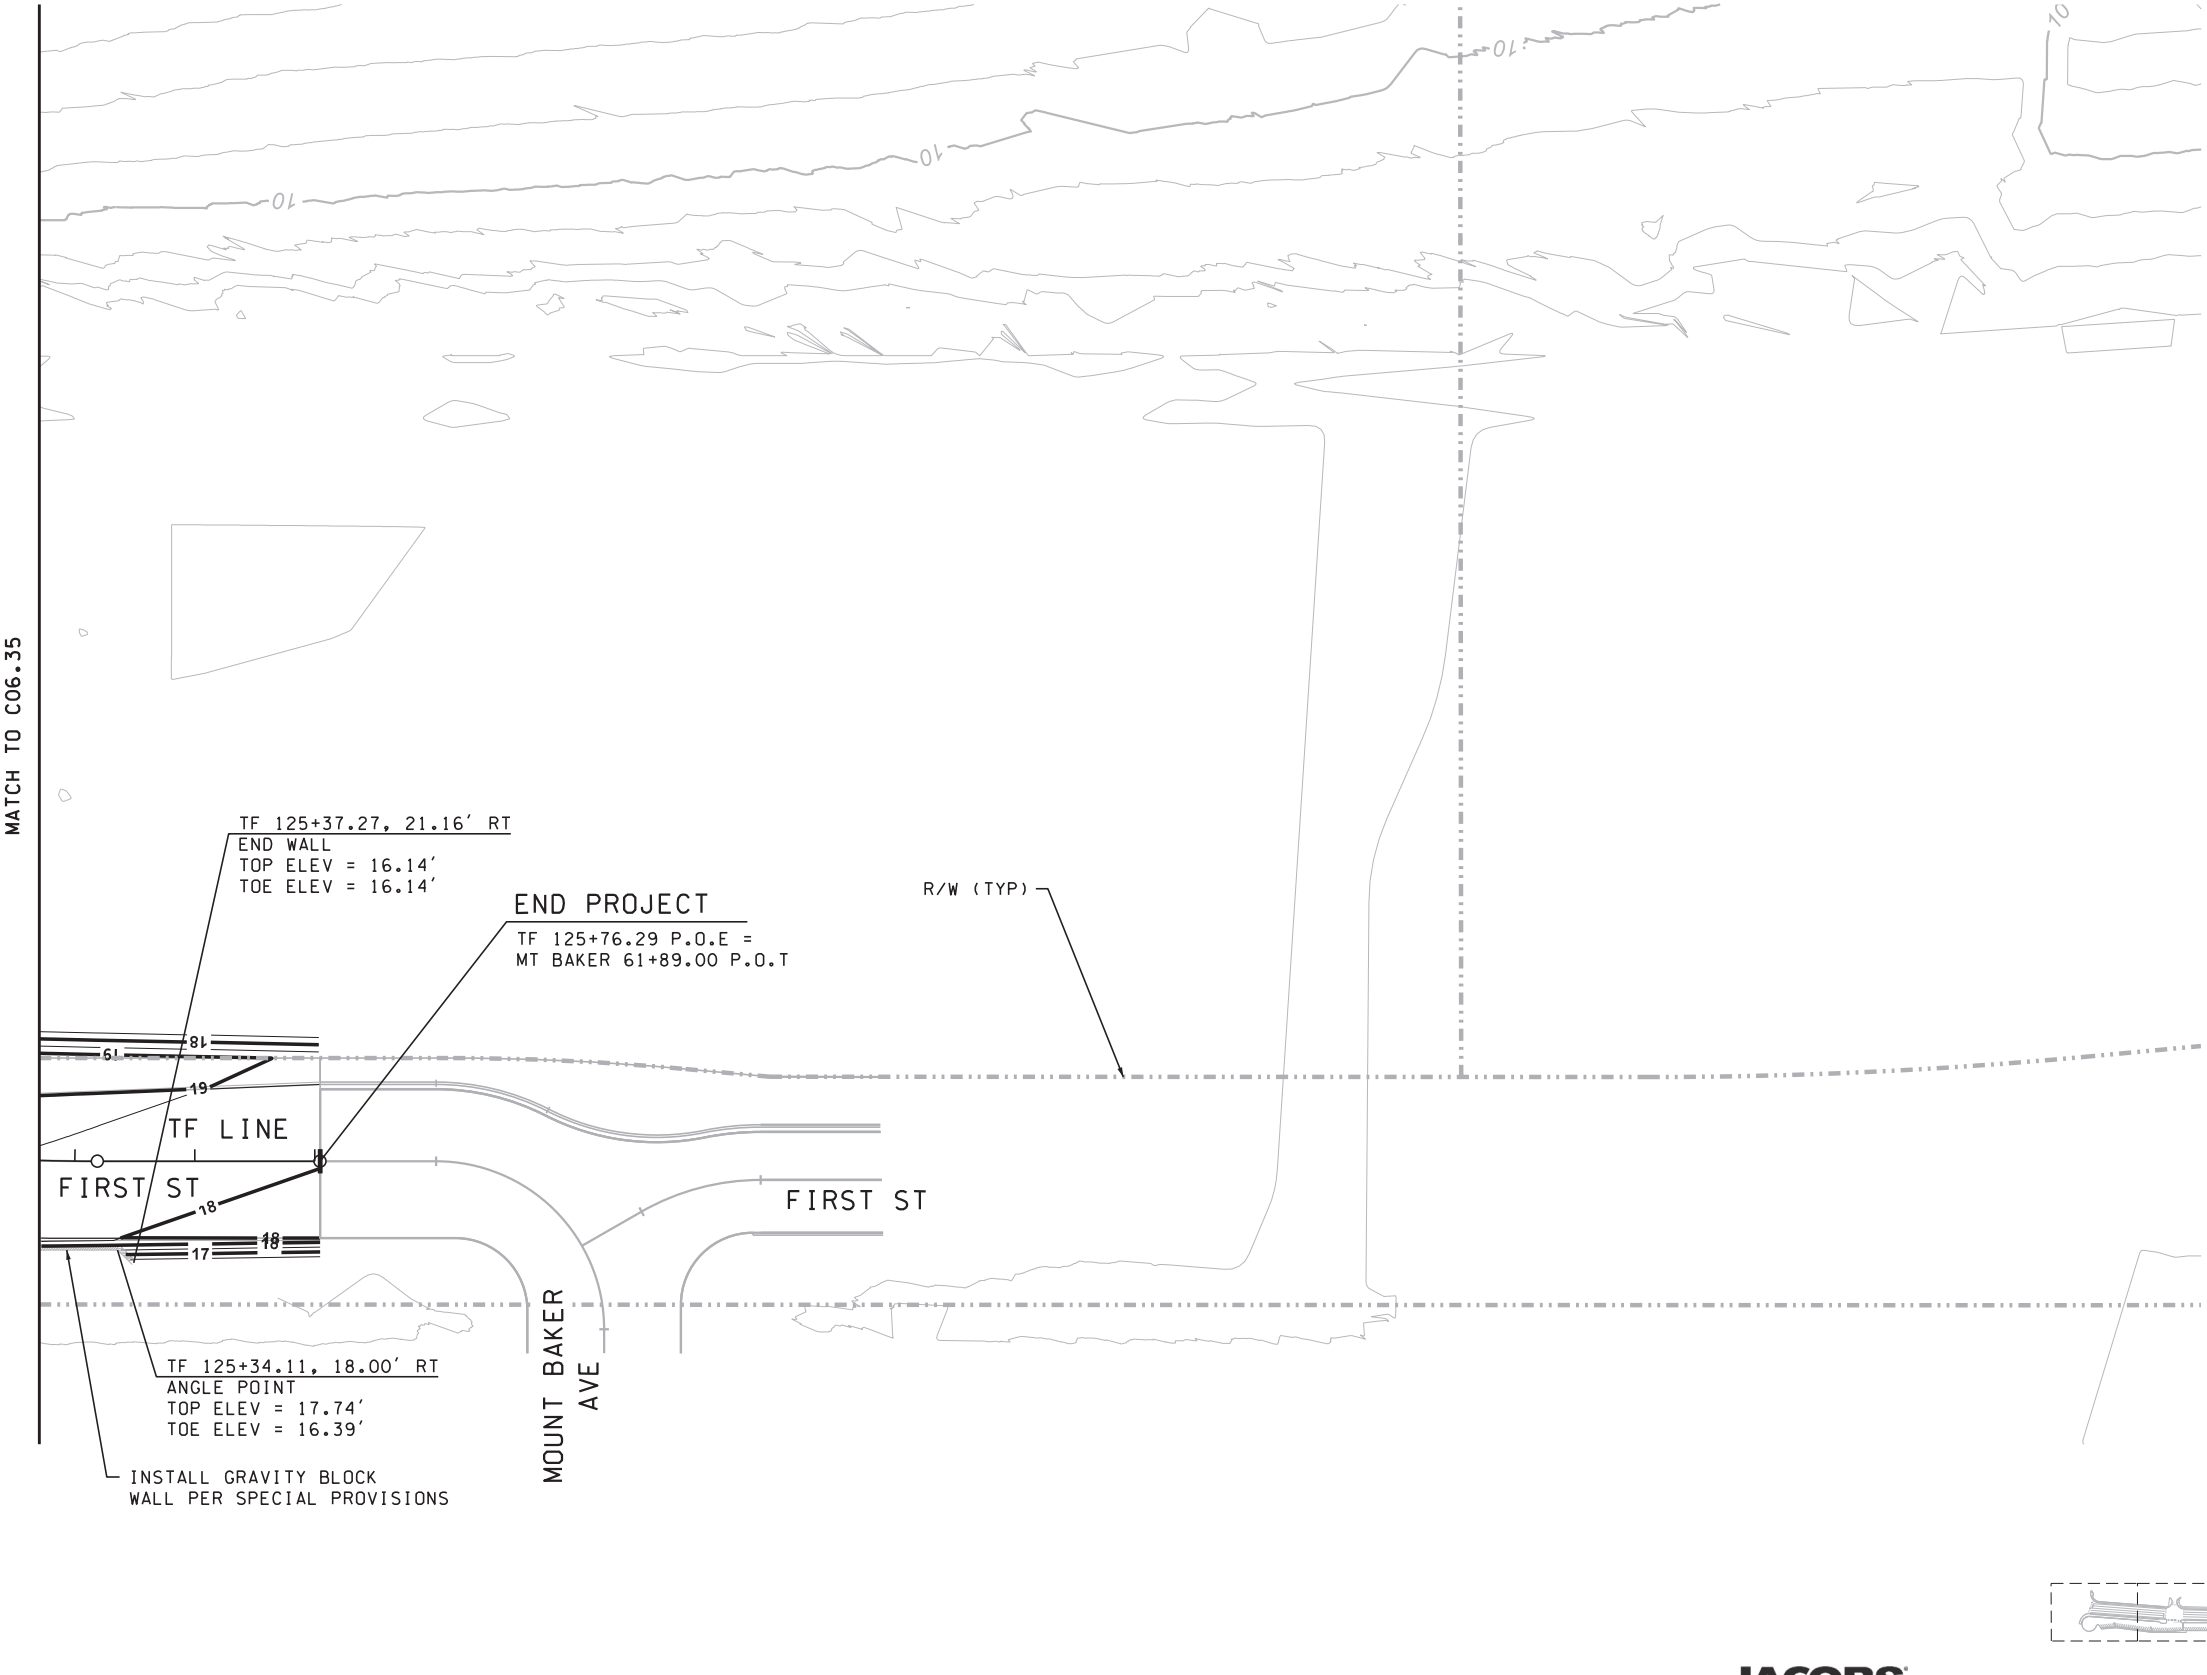 10
10
10
10
MATCH TO C06.35
TF 125+37.27, 21.16' RT
END WALL
TOP ELEV = 16.14'
TOE ELEV = 16.14'
END PROJECT
TF 125+76.29 P.O.E =
MT BAKER 61+89.00 P.O.T
R/W (TYP)
18
19
19
TF LINE
FIRST ST
18
FIRST ST
18
18
17
MOUNT BAKER
AVE
TF 125+34.11, 18.00' RT
ANGLE POINT
TOP ELEV = 17.74'
TOE ELEV = 16.39'
INSTALL GRAVITY BLOCK
WALL PER SPECIAL PROVISIONS
JACOBS